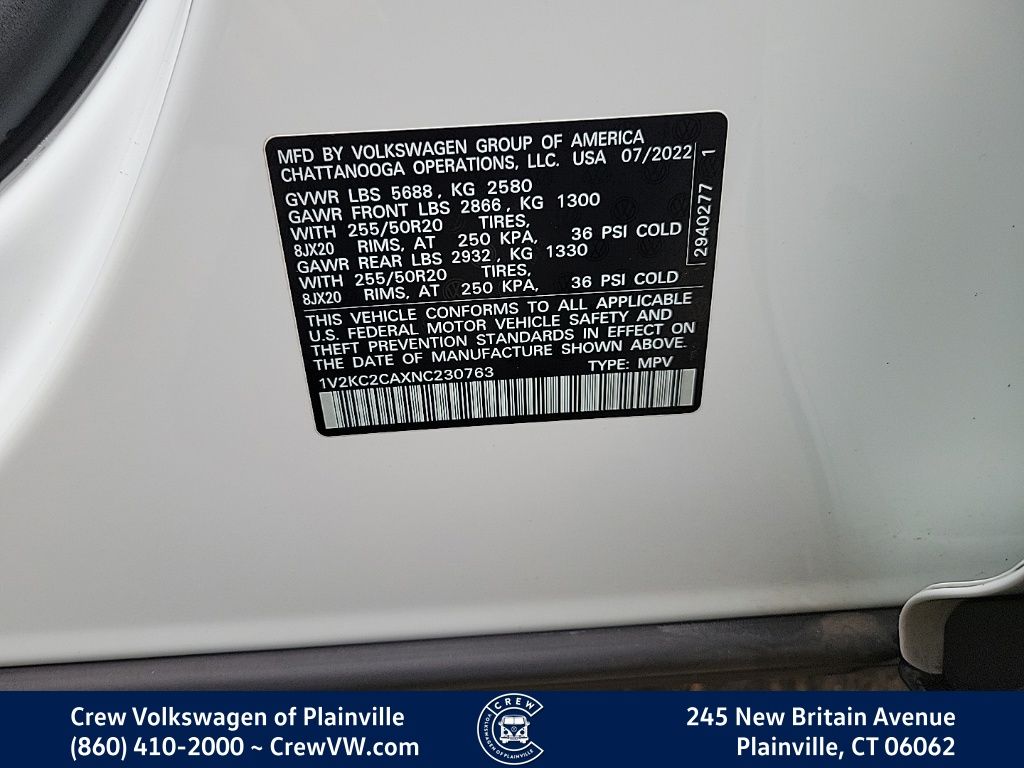 MFD BY VOLKSWAGEN GROUP OF AMERICA
CHATTANOOGA OPERATIONS, LLC. USA 07/2022
GVWR LBS 5688, KG 2580
GAWR FRONT LBS 2866, KG 1300
WITH 255/50R20 TIRES,
8JX20 RIMS, AT 250 KPA, 36 PSI COLD
GAWR REAR LBS 2932, KG 1330
WITH 255/50R20 TIRES,
8JX20 RIMS, AT 250 KPA, 36 PSI COLD
2940277 1
THIS VEHICLE CONFORMS TO ALL APPLICABLE
U.S. FEDERAL MOTOR VEHICLE SAFETY AND
THEFT PREVENTION STANDARDS IN EFFECT ON
THE DATE OF MANUFACTURE SHOWN ABOVE.
1V2KC2CAXNC230763 TYPE: MPV
Crew Volkswagen of Plainville
(860) 410-2000 ~ CrewVW.com
CREW
VOLKSWAGEN OF PLAINVILLE
245 New Britain Avenue
Plainville, CT 06062